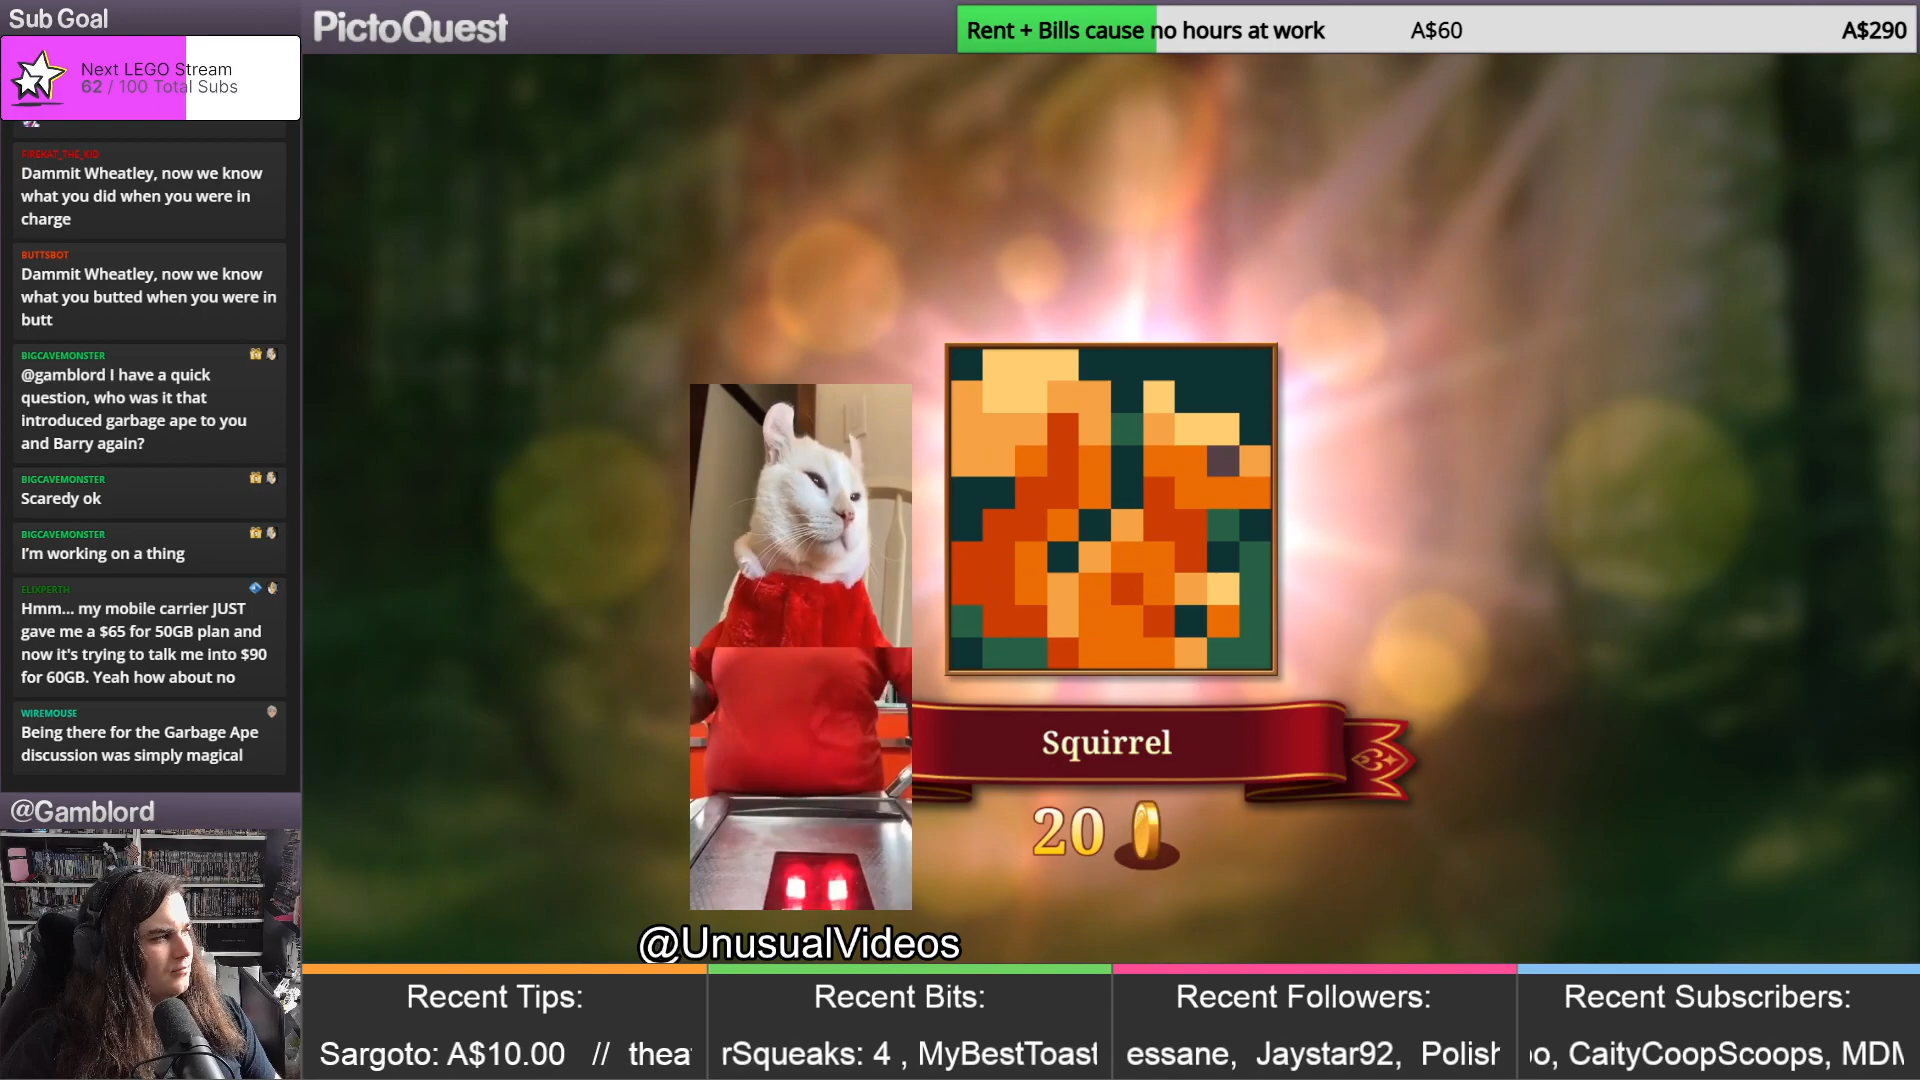 Sub Goal
PictoQuest
Rent + Bills cause no hours at work
A$60
A$290
Next LEGO Stream
62 / 100 Total Subs
FIREKAT_THE_KID
Dammit Wheatley, now we know
what you did when you were in
charge
BUTTSBOT
Dammit Wheatley, now we know
what you butted when you were in
butt
BIGCAVEMONSTER
@gamblord I have a quick
question, who was it that
introduced garbage ape to you
and Barry again?
BIGCAVEMONSTER
Scaredy ok
BIGCAVEMONSTER
I'm working on a thing
ELIXPERTH
Hmm... my mobile carrier JUST
gave me a $65 for 50GB plan and
now it's trying to talk me into $90
for 60GB. Yeah how about no
WIREMOUSE
Being there for the Garbage Ape
discussion was simply magical
@Gamblord
Squirrel
20
@UnusualVideos
Recent Tips:
Sargoto: A$10.00 // thea
Recent Bits:
rSqueaks: 4 , MyBestToast
Recent Followers:
essane, Jaystar92, Polish
Recent Subscribers:
o, CaityCoopScoops, MDM